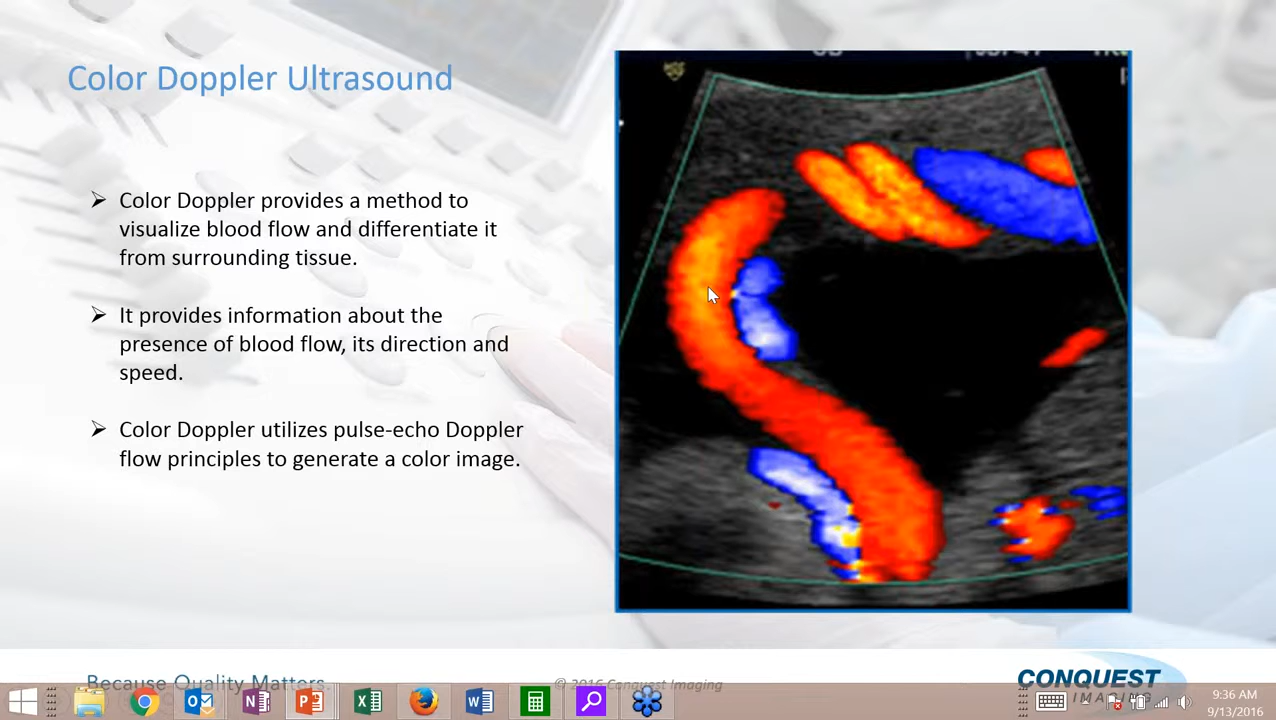 Color Doppler Ultrasound
Color Doppler provides a method to
visualize blood flow and differentiate it
from surrounding tissue.
It provides information about the
presence of blood flow, its direction and
speed.
Color Doppler utilizes pulse-echo Doppler
flow principles to generate a color image.
Because Quality Matters.
© 2016 Conquest Imaging
CONQUEST
IMAGING
9:36 AM
9/13/2016